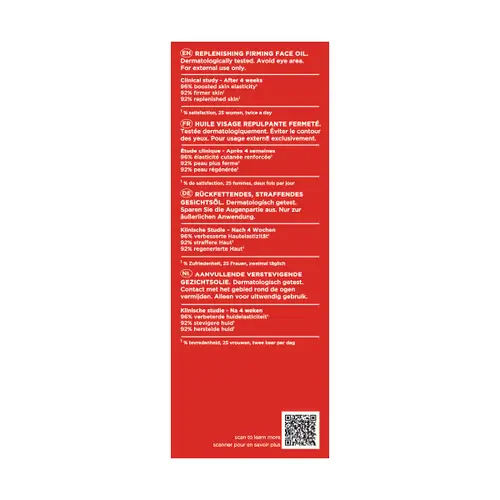 EN REPLENISHING FIRMING FACE OIL.
Dermatologically tested. Avoid eye area.
For external use only.
Clinical study - After 4 weeks
96% boosted skin elasticity¹
92% firmer skin¹
92% replenished skin¹
¹ % satisfaction, 25 women, twice a day
FR HUILE VISAGE REPULPANTE FERMETÉ.
Testée dermatologiquement. Éviter le contour
des yeux. Pour usage externe exclusivement.
Étude clinique - Après 4 semaines
96% élasticité cutanée renforcée¹
92% peau plus ferme¹
92% peau régénérée¹
¹ % de satisfaction, 25 femmes, deux fois par jour
DE RÜCKFETTENDES, STRAFFENDES
GESICHTSÖL. Dermatologisch getest.
Sparen Sie die Augenpartie aus. Nur zur
äußerlichen Anwendung.
Klinische Studie - Nach 4 Wochen
96% verbesserte Hautelastizität¹
92% straffere Haut¹
92% regenerierte Haut¹
¹ % Zufriedenheit, 25 Frauen, zweimal täglich
NL AANVULLENDE VERSTEVIGENDE
GEZICHTSOLIE. Dermatologisch getest.
Contact met het gebied rond de ogen
vermijden. Alleen voor uitwendig gebruik.
Klinische studie - Na 4 weken
96% verbeterde huidelasticiteit¹
92% stevigere huid¹
92% herstelde huid¹
¹ % tevredenheid, 25 vrouwen, twee keer per dag
scan to learn more
scanner pour en savoir plus